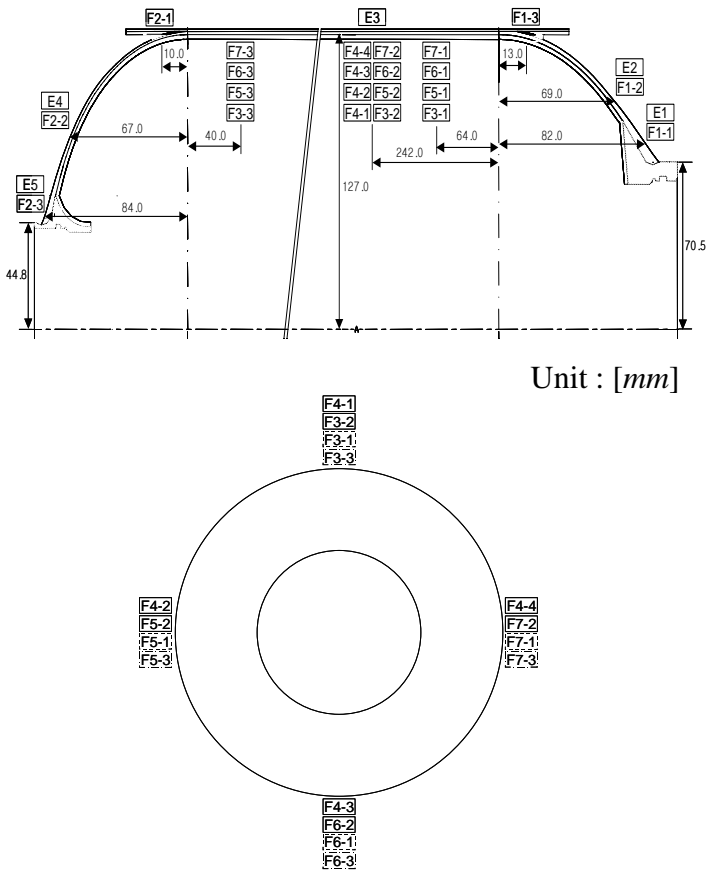 F2-1 E3 F1-3
10.0 F7-3 F4-4 F7-2 F7-1 13.0
F6-3 F4-3 F6-2 F6-1 E2
E4 F5-3 F4-2 F5-2 F5-1 F1-2
F2-2 F3-3 F4-1 F3-2 F3-1 69.0 E1
67.0 40.0 64.0 82.0 F1-1
242.0
E5 127.0
F2-3 84.0
44.8 70.5
A
Unit : [mm]
F4-1
F3-2
F3-1
F3-3
F4-2 F4-4
F5-2 F7-2
F5-1 F7-1
F5-3 F7-3
F4-3
F6-2
F6-1
F6-3